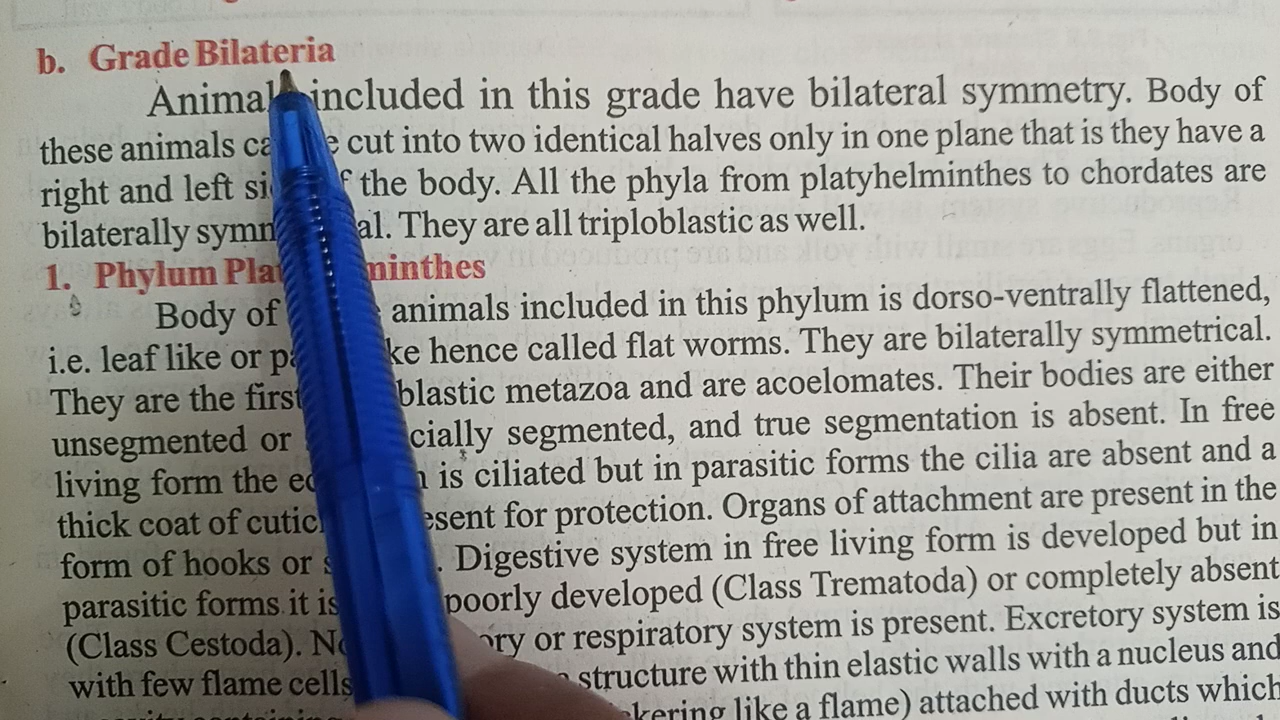 b. Grade Bilateria
Animal included in this grade have bilateral symmetry. Body of
these animals ca e cut into two identical halves only in one plane that is they have a
right and left si f the body. All the phyla from platyhelminthes to chordates are
bilaterally symm al. They are all triploblastic as well.
1. Phylum Pla minthes
Body of animals included in this phylum is dorso-ventrally flattened,
i.e. leaf like or pa ke hence called flat worms. They are bilaterally symmetrical.
They are the first blastic metazoa and are acoelomates. Their bodies are either
unsegmented or cially segmented, and true segmentation is absent. In free
living form the ec is ciliated but in parasitic forms the cilia are absent and a
thick coat of cuticl esent for protection. Organs of attachment are present in the
form of hooks or s . Digestive system in free living form is developed but in
parasitic forms it is poorly developed (Class Trematoda) or completely absent
(Class Cestoda). No ory or respiratory system is present. Excretory system is
with few flame cells structure with thin elastic walls with a nucleus and
kering like a flame) attached with ducts which